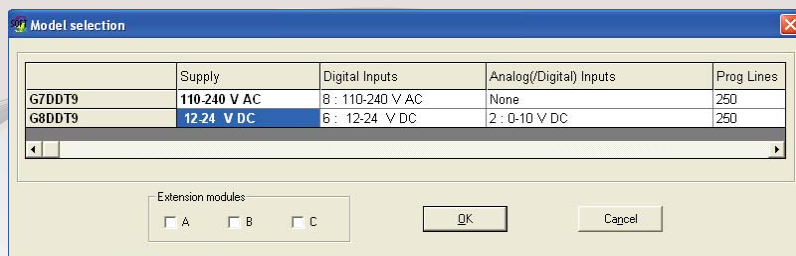 SOFT Model selection
Supply Digital Inputs Analog(/Digital) Inputs Prog Lines
G7DDT9 110-240 V AC 8 : 110-240 V AC None 250
G8DDT9 12-24 V DC 6 : 12-24 V DC 2 : 0-10 V DC 250
Extension modules
A B C OK Cancel